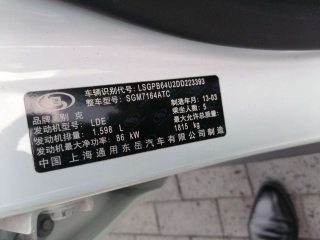 车辆识别代号: LSGPB64U2DD223393
整车型号: SGM7164ATC
品牌 别克 制造年月: 13-03
发动机型号: LDE 乘坐人数: 5
发动机排量: 1,598 L 最大允许总质量:
发动机最大净功率: 86 kW 1815 kg
中国 上海通用东岳汽车有限公司制造